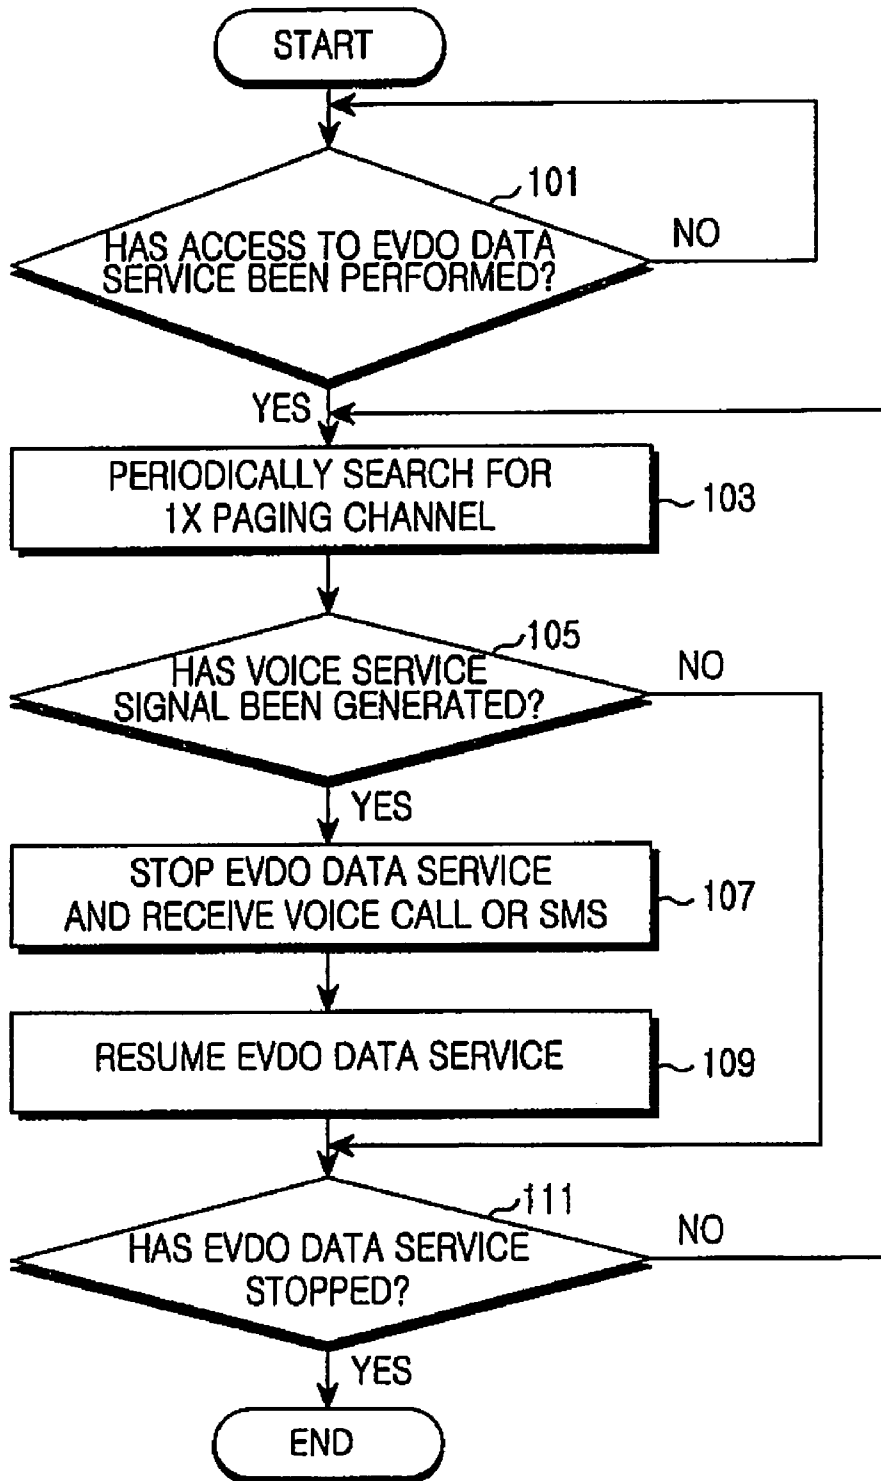 START
101
HAS ACCESS TO EVDO DATA
SERVICE BEEN PERFORMED?
NO
YES
PERIODICALLY SEARCH FOR
1X PAGING CHANNEL
103
105
HAS VOICE SERVICE
SIGNAL BEEN GENERATED?
NO
YES
STOP EVDO DATA SERVICE
AND RECEIVE VOICE CALL OR SMS
107
RESUME EVDO DATA SERVICE
109
111
HAS EVDO DATA SERVICE
STOPPED?
NO
YES
END